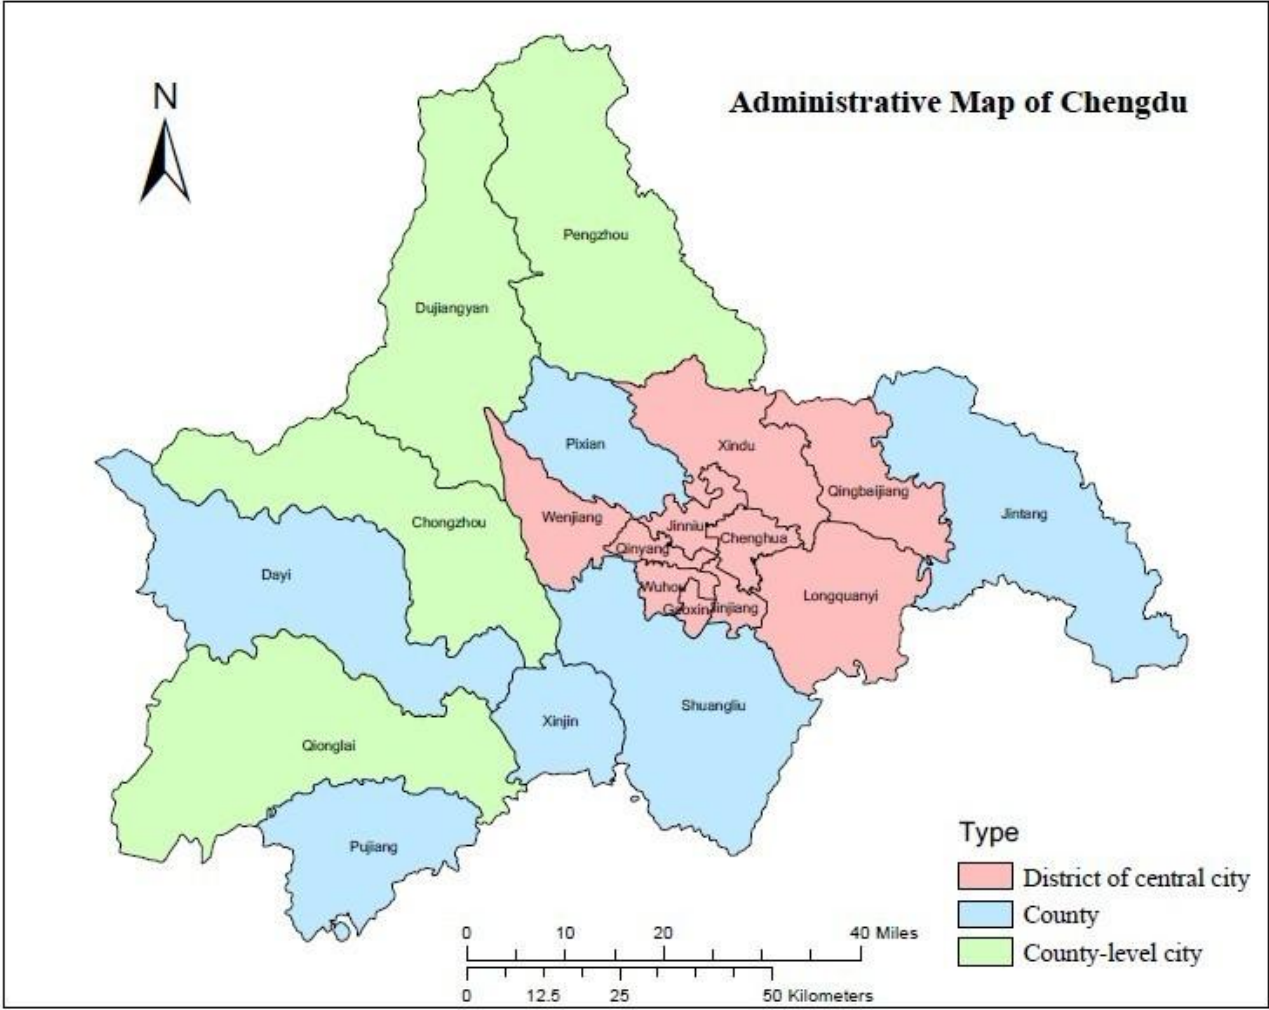 N
Administrative Map of Chengdu
Pengzhou
Dujiangyan
Pixian
Xindu
Qingbaijiang
Jintang
Chongzhou
Wenjiang
Jinniu
Chenghua
Qinyang
Dayi
Wuhou
Gaoxin
Jinjiang
Longquanyi
Shuangliu
Xinjin
Qionglai
Pujiang
Type
District of central city
County
County-level city
0 10 20 40 Miles
0 12.5 25 50 Kilometers